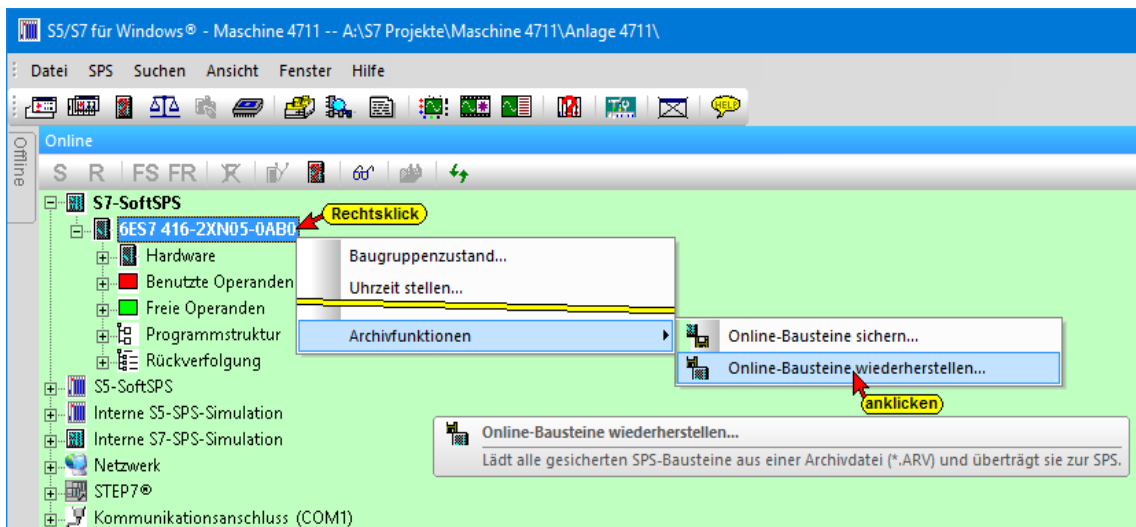 S5/S7 für Windows® - Maschine 4711 -- A:\S7 Projekte\Maschine 4711\Anlage 4711\
Datei SPS Suchen Ansicht Fenster Hilfe
HELP
Offline
Online
S R FS FR
S7-SoftSPS
Rechtsklick
6ES7 416-2XN05-0AB0
Hardware
Baugruppenzustand...
Benutzte Operanden
Uhrzeit stellen...
Freie Operanden
Programmstruktur
Archivfunktionen
Online-Bausteine sichern...
Rückverfolgung
Online-Bausteine wiederherstellen...
S5-SoftSPS
anklicken
Interne S5-SPS-Simulation
Interne S7-SPS-Simulation
Online-Bausteine wiederherstellen...
Netzwerk
Lädt alle gesicherten SPS-Bausteine aus einer Archivdatei (*.ARV) und überträgt sie zur SPS.
STEP7®
Kommunikationsanschluss (COM1)